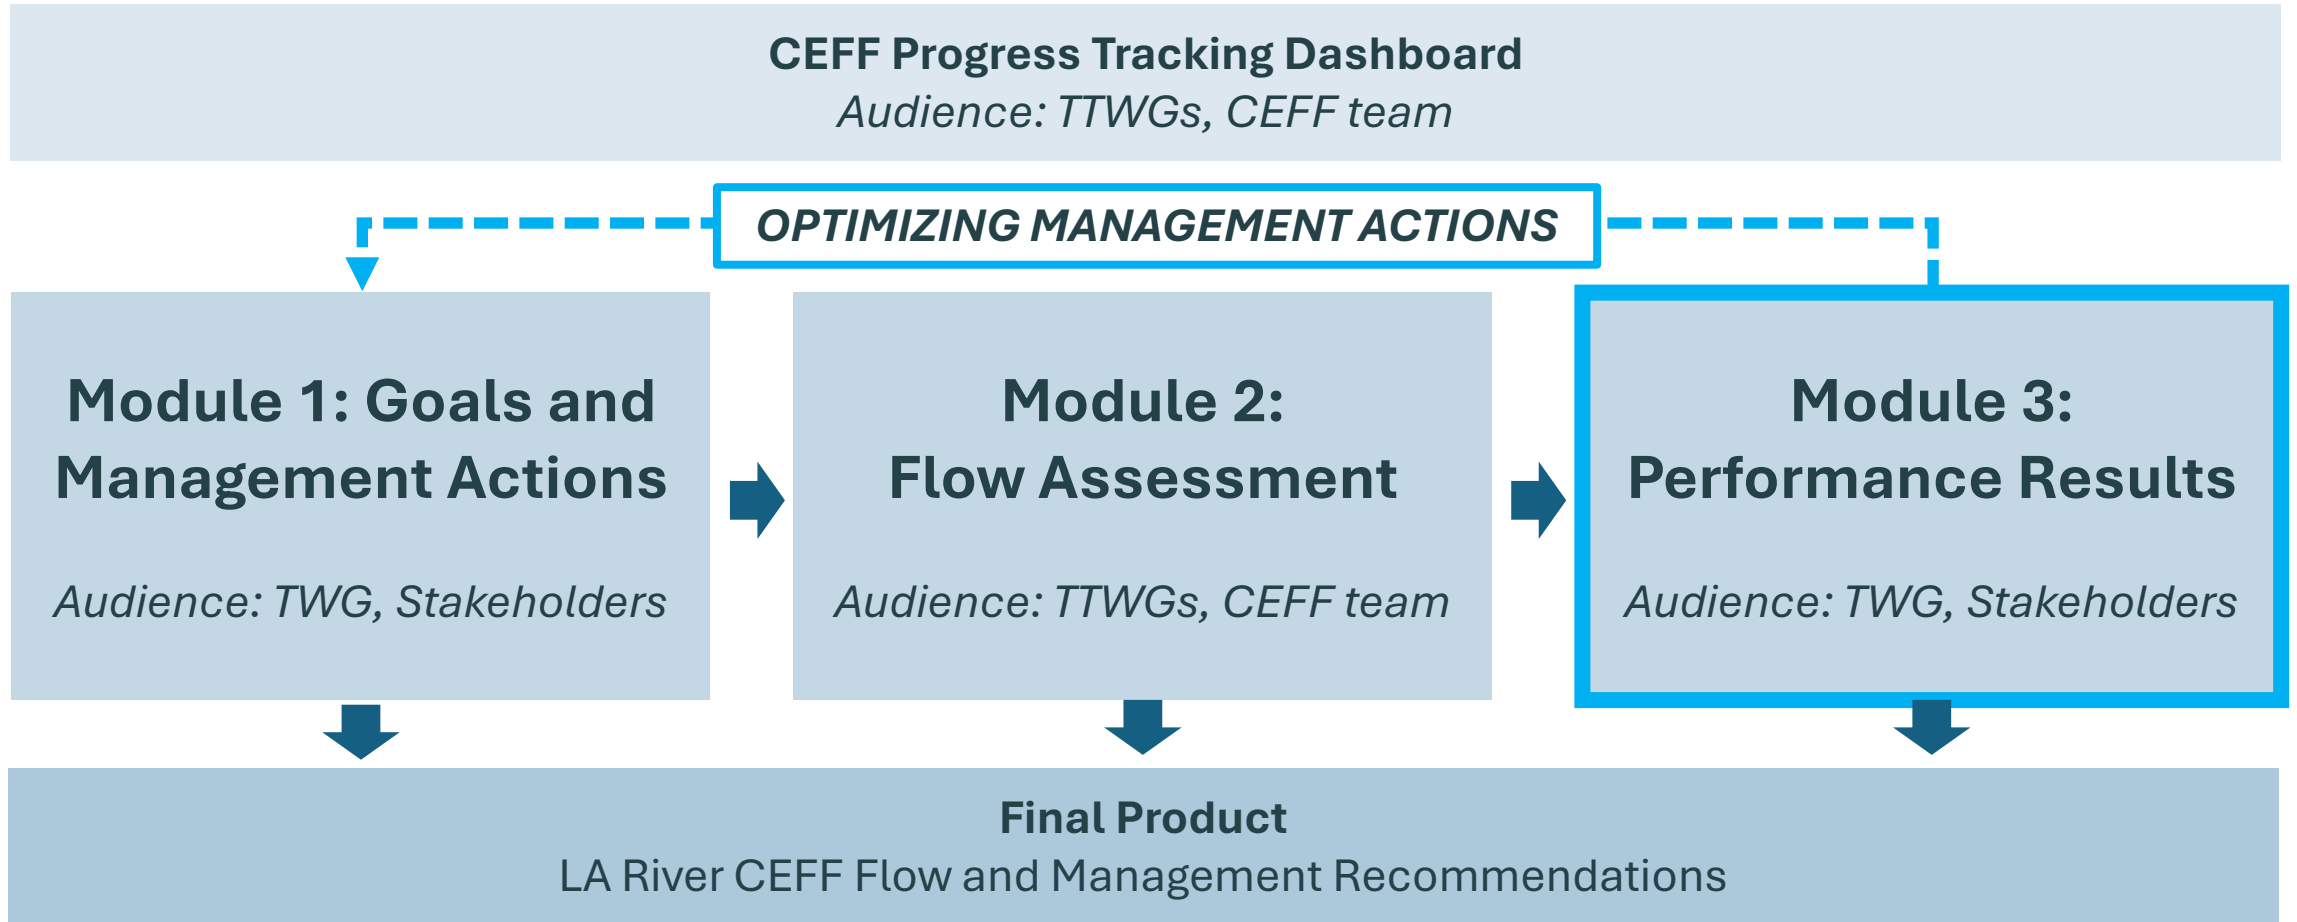 CEFF Progress Tracking Dashboard
Audience: TTWGs, CEFF team
OPTIMIZING MANAGEMENT ACTIONS
Module 1: Goals and
Management Actions
Audience: TWG, Stakeholders
Module 2:
Flow Assessment
Audience: TTWGs, CEFF team
Module 3:
Performance Results
Audience: TWG, Stakeholders
Final Product
LA River CEFF Flow and Management Recommendations